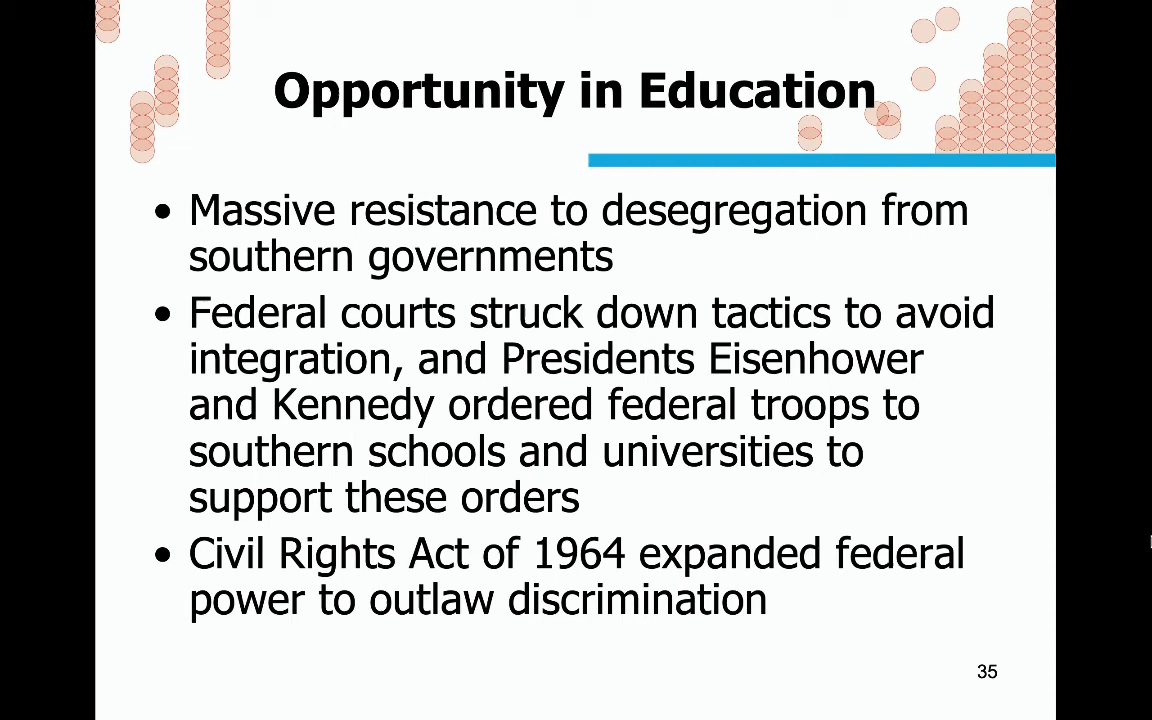 Opportunity in Education
• Massive resistance to desegregation from
southern governments
• Federal courts struck down tactics to avoid
integration, and Presidents Eisenhower
and Kennedy ordered federal troops to
southern schools and universities to
support these orders
• Civil Rights Act of 1964 expanded federal
power to outlaw discrimination
35